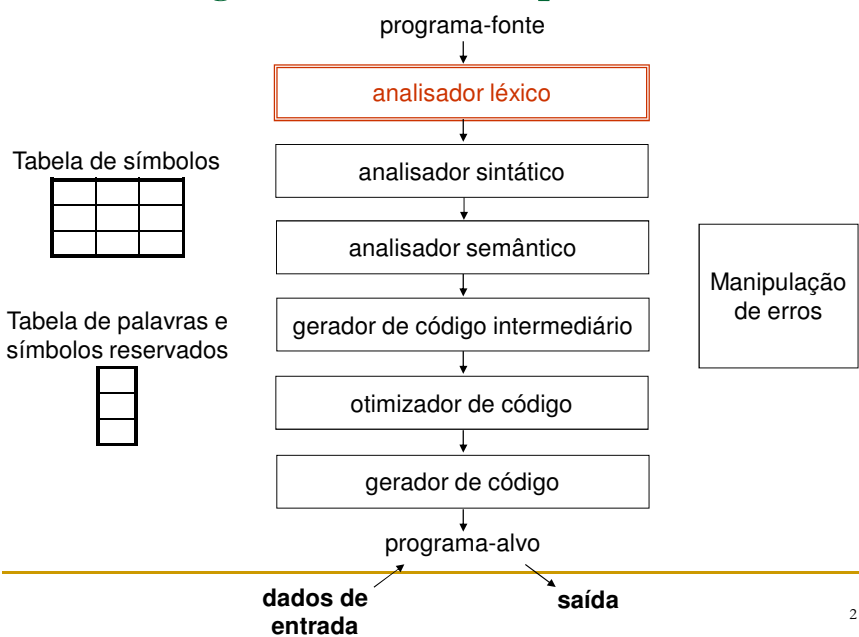 programa-fonte
analisador léxico
Tabela de símbolos
analisador sintático
analisador semântico
Manipulação
de erros
Tabela de palavras e
símbolos reservados
gerador de código intermediário
otimizador de código
gerador de código
programa-alvo
dados de
entrada
saída
2